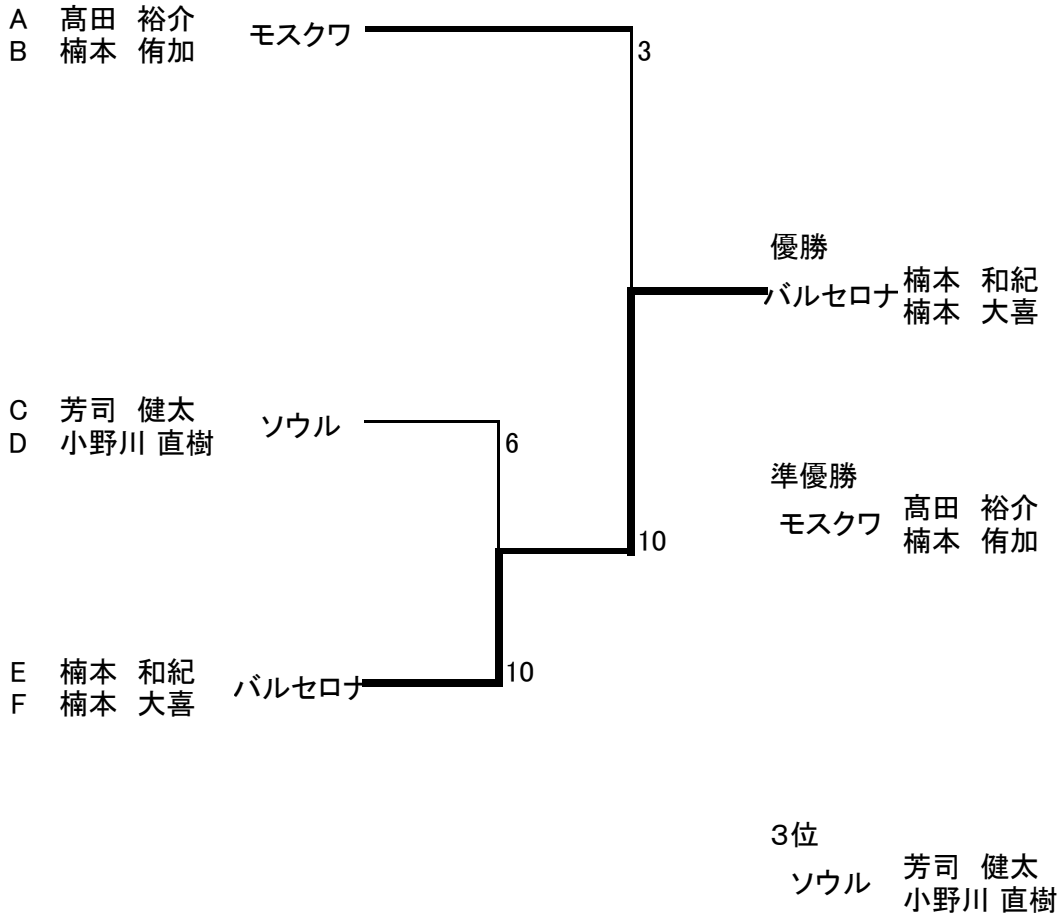 A 髙田 裕介
B 楠本 侑加
モスクワ
3
優勝
バルセロナ
楠本 和紀
楠本 大喜
C 芳司 健太
D 小野川 直樹
ソウル
6
準優勝
モスクワ
髙田 裕介
楠本 侑加
10
E 楠本 和紀
F 楠本 大喜
バルセロナ
10
3位
ソウル
芳司 健太
小野川 直樹